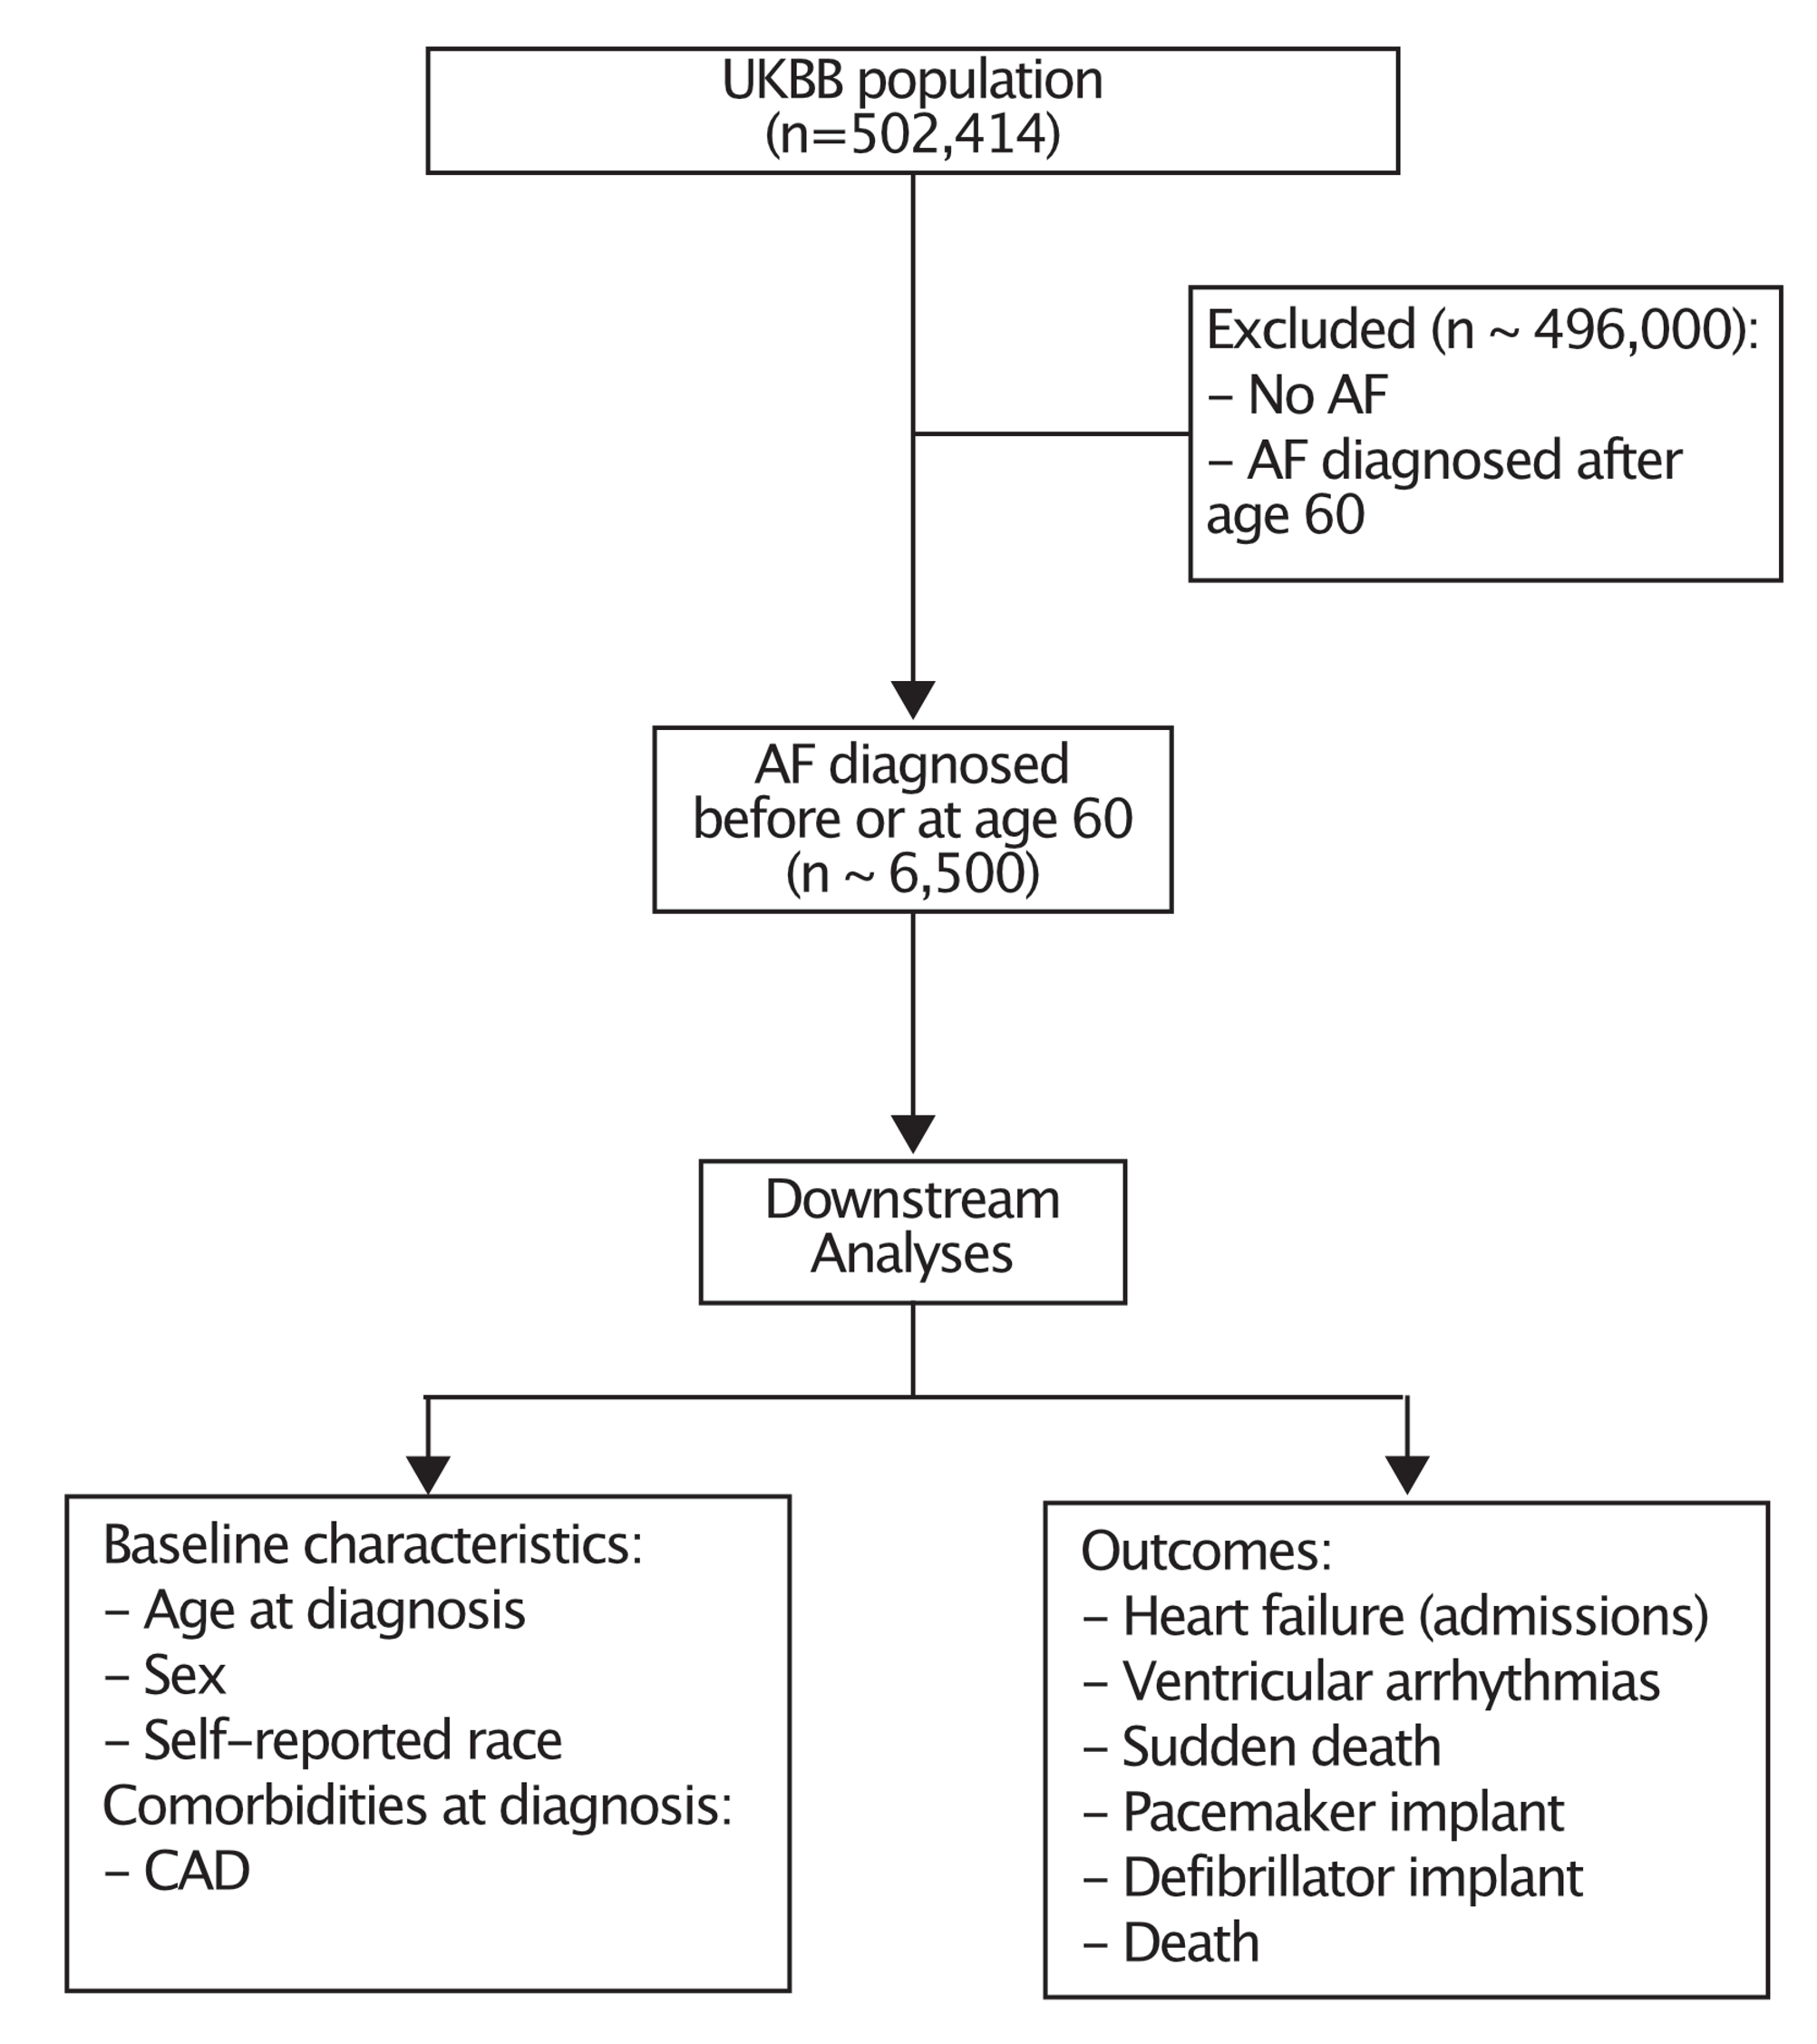 UKBB population
(n=502,414)
Excluded (n ~ 496,000):
– No AF
– AF diagnosed after
age 60
AF diagnosed
before or at age 60
(n ~ 6,500)
Downstream
Analyses
Baseline characteristics:
– Age at diagnosis
– Sex
– Self–reported race
Comorbidities at diagnosis:
– CAD
Outcomes:
– Heart failure (admissions)
– Ventricular arrhythmias
– Sudden death
– Pacemaker implant
– Defibrillator implant
– Death